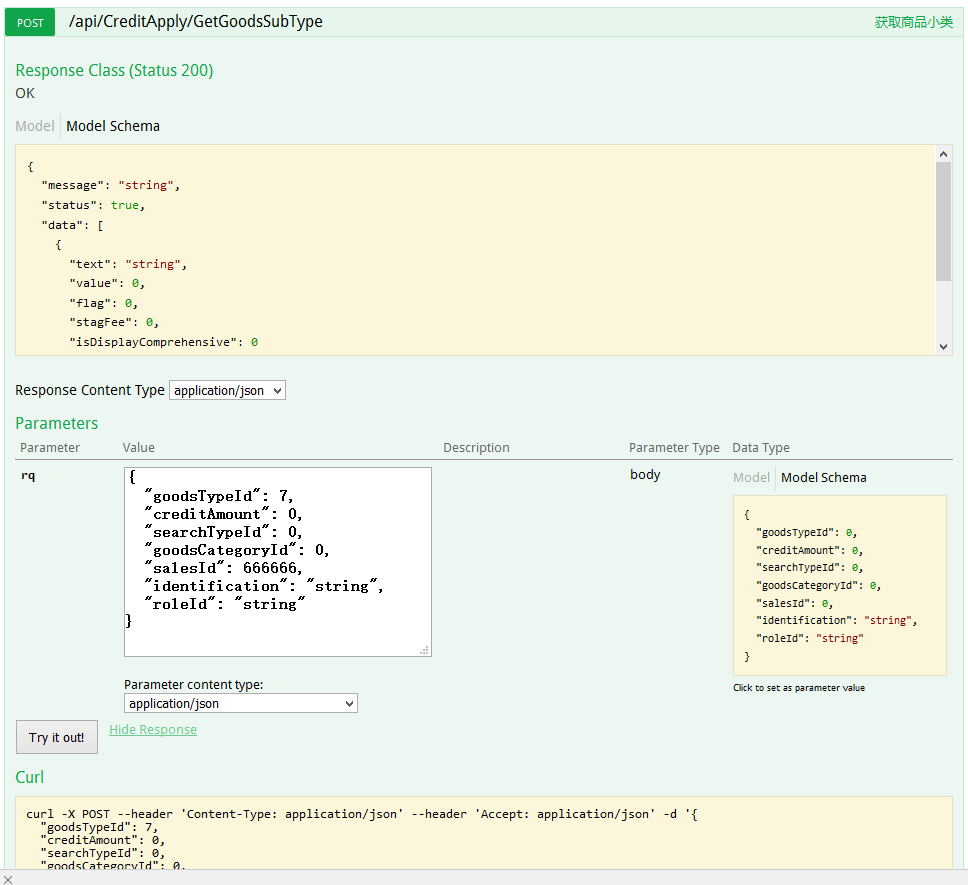 POST /api/CreditApply/GetGoodsSubType 获取商品小类
Response Class (Status 200)
OK
Model Model Schema
{
"message": "string",
"status": true,
"data": [
{
"text": "string",
"value": 0,
"flag": 0,
"stagFee": 0,
"isDisplayComprehensive": 0
Response Content Type application/json
Parameters
Parameter Value Description Parameter Type Data Type
rq
{
"goodsTypeId": 7,
"creditAmount": 0,
"searchTypeId": 0,
"goodsCategoryId": 0,
"salesId": 666666,
"identification": "string",
"roleId": "string"
}
body
Model Model Schema
{
"goodsTypeId": 0,
"creditAmount": 0,
"searchTypeId": 0,
"goodsCategoryId": 0,
"salesId": 0,
"identification": "string",
"roleId": "string"
}
Click to set as parameter value
Parameter content type:
application/json
Try it out! Hide Response
Curl
curl -X POST --header 'Content-Type: application/json' --header 'Accept: application/json' -d '{
"goodsTypeId": 7,
"creditAmount": 0,
"searchTypeId": 0,
"goodsCategoryId": 0,